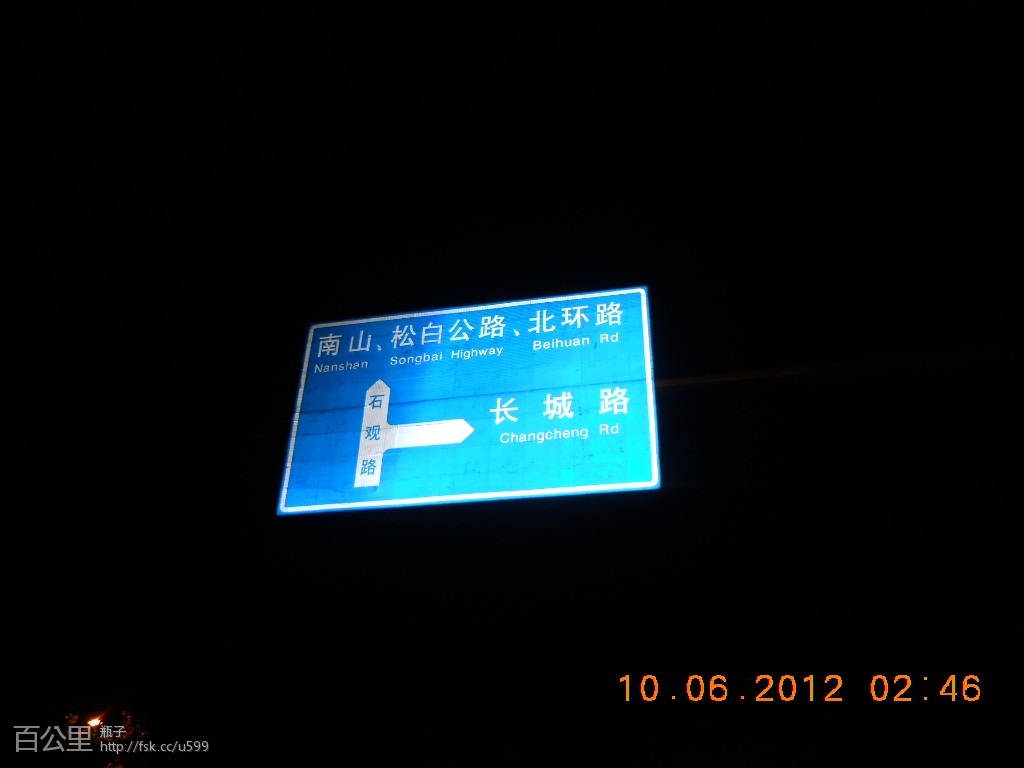 南山、松白公路、北环路
Nanshan Songbai Highway Beihuan Rd
石观路
长城路
Changcheng Rd
10.06.2012 02:46
百公里 瓶子
http://fsk.cc/u599